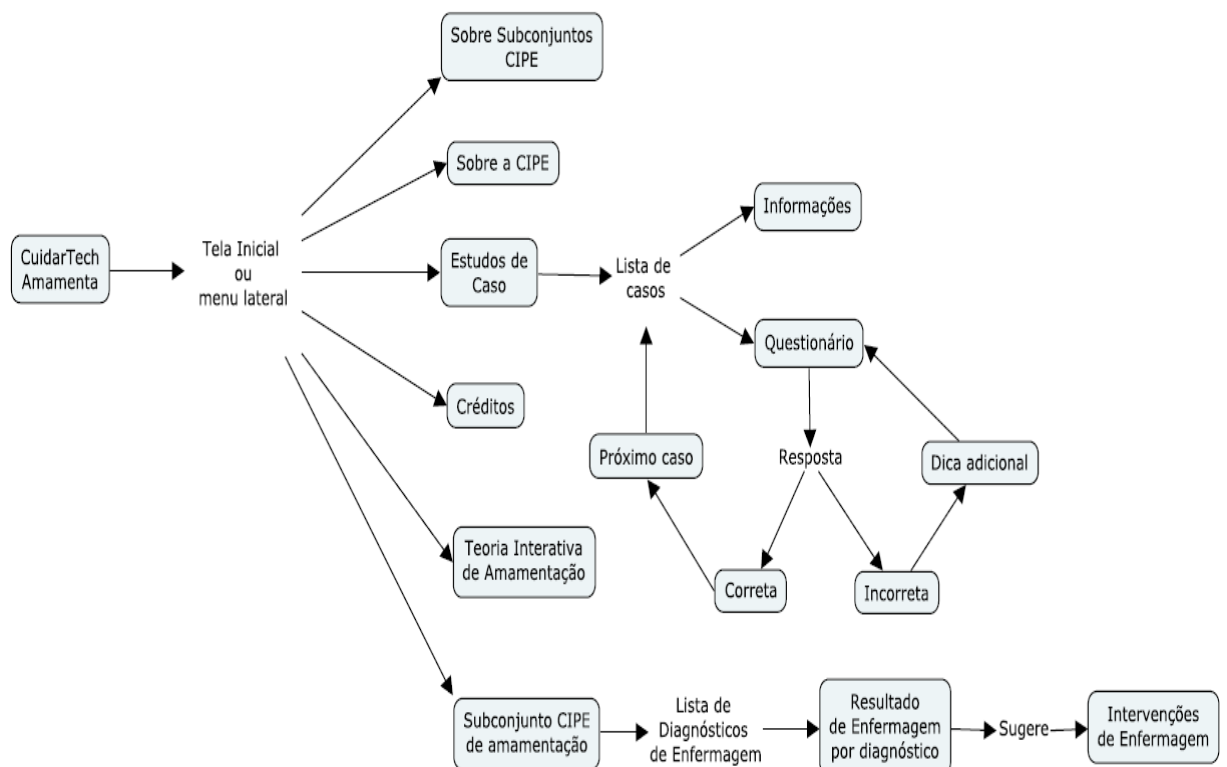 Sobre Subconjuntos
CIPE
Sobre a CIPE
Informações
CuidarTech
Amamenta
Tela Inicial
ou
menu lateral
Estudos de
Caso
Lista de
casos
Questionário
Créditos
Próximo caso
Resposta
Dica adicional
Teoria Interativa
de Amamentação
Correta
Incorreta
Subconjunto CIPE
de amamentação
Lista de
Diagnósticos
de Enfermagem
Resultado
de Enfermagem
por diagnóstico
Sugere
Intervenções
de Enfermagem